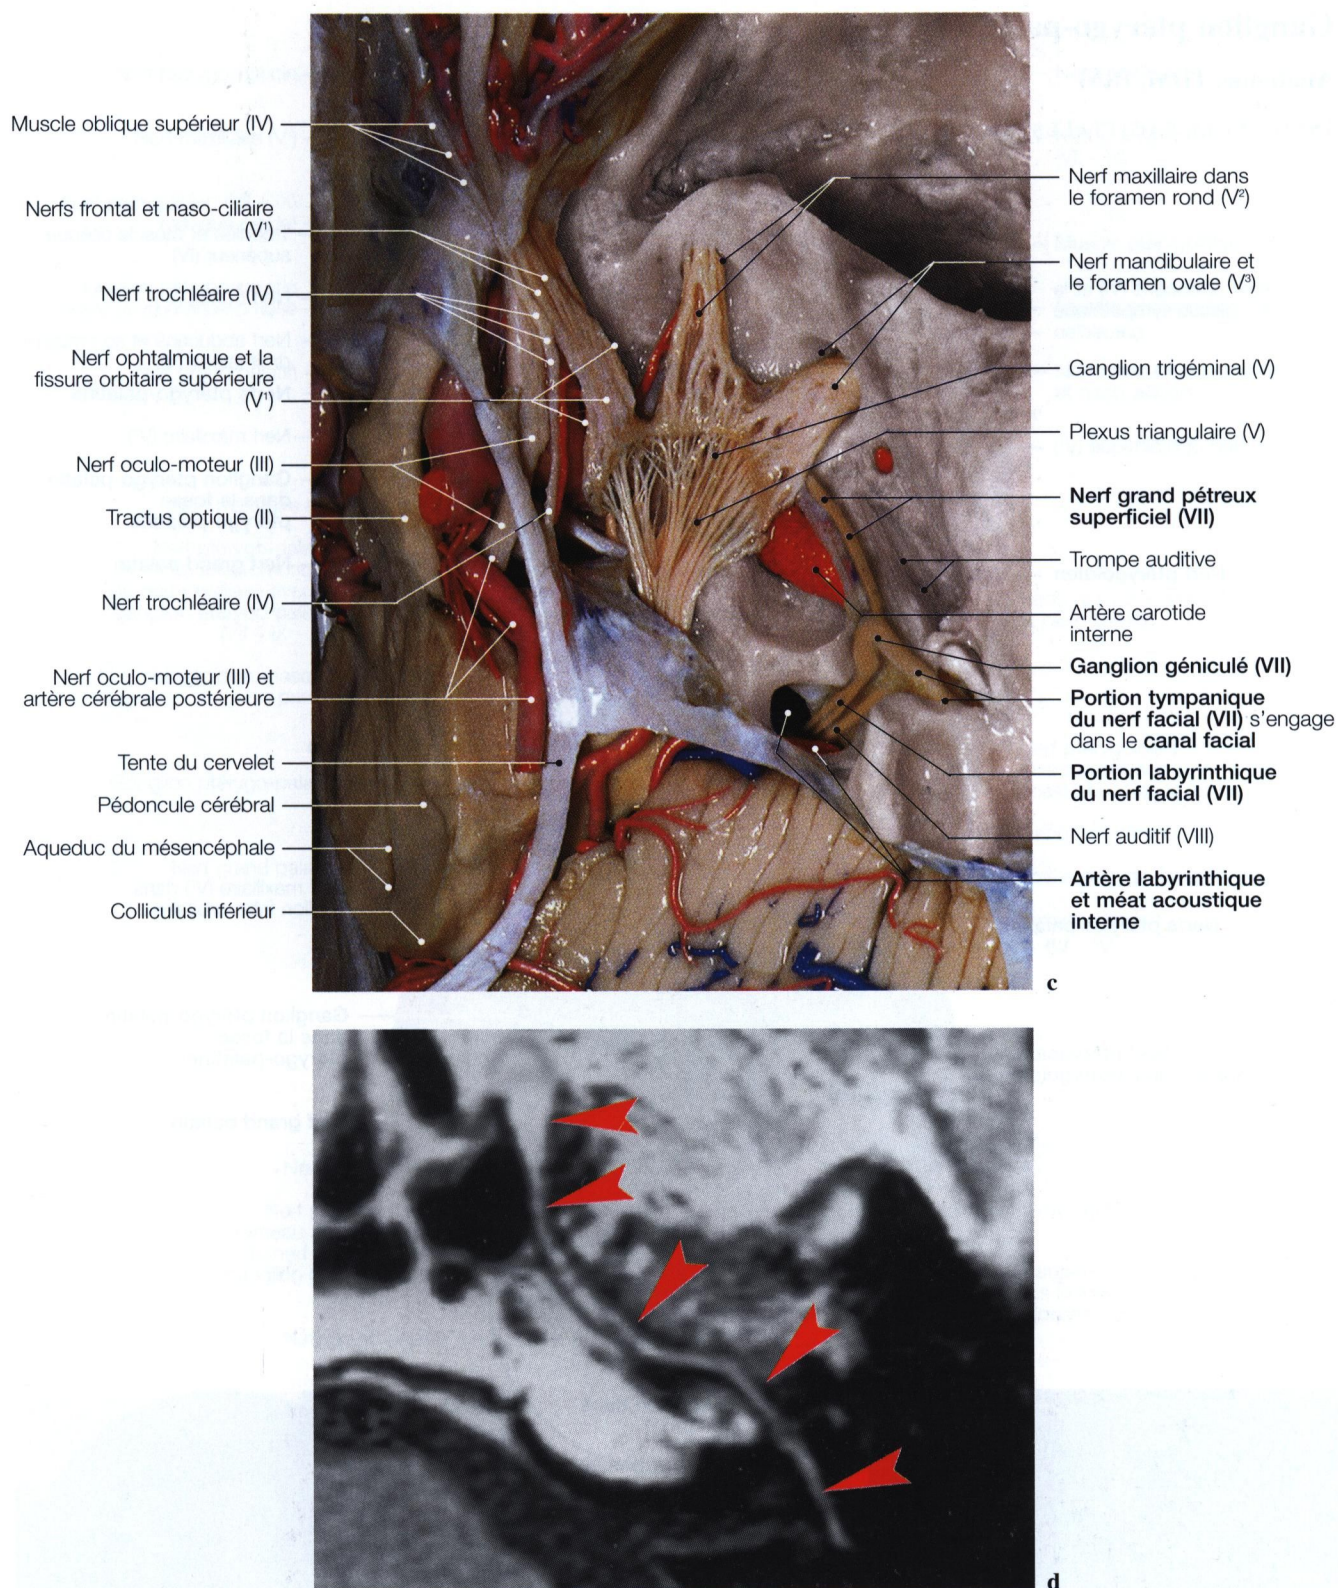 Muscle oblique supérieur (IV)
Nerfs frontal et naso-ciliaire
(V¹)
Nerf trochléaire (IV)
Nerf ophtalmique et la
fissure orbitaire supérieure
(V¹)
Nerf oculo-moteur (III)
Tractus optique (II)
Nerf trochléaire (IV)
Nerf oculo-moteur (III) et
artère cérébrale postérieure
Tente du cervelet
Pédoncule cérébral
Aqueduc du mésencéphale
Colliculus inférieur
Nerf maxillaire dans
le foramen rond (V²)
Nerf mandibulaire et
le foramen ovale (V³)
Ganglion trigéminal (V)
Plexus triangulaire (V)
Nerf grand pétreux
superficiel (VII)
Trompe auditive
Artère carotide
interne
Ganglion géniculé (VII)
Portion tympanique
du nerf facial (VII) s'engage
dans le canal facial
Portion labyrinthique
du nerf facial (VII)
Nerf auditif (VIII)
Artère labyrinthique
et méat acoustique
interne
c
d